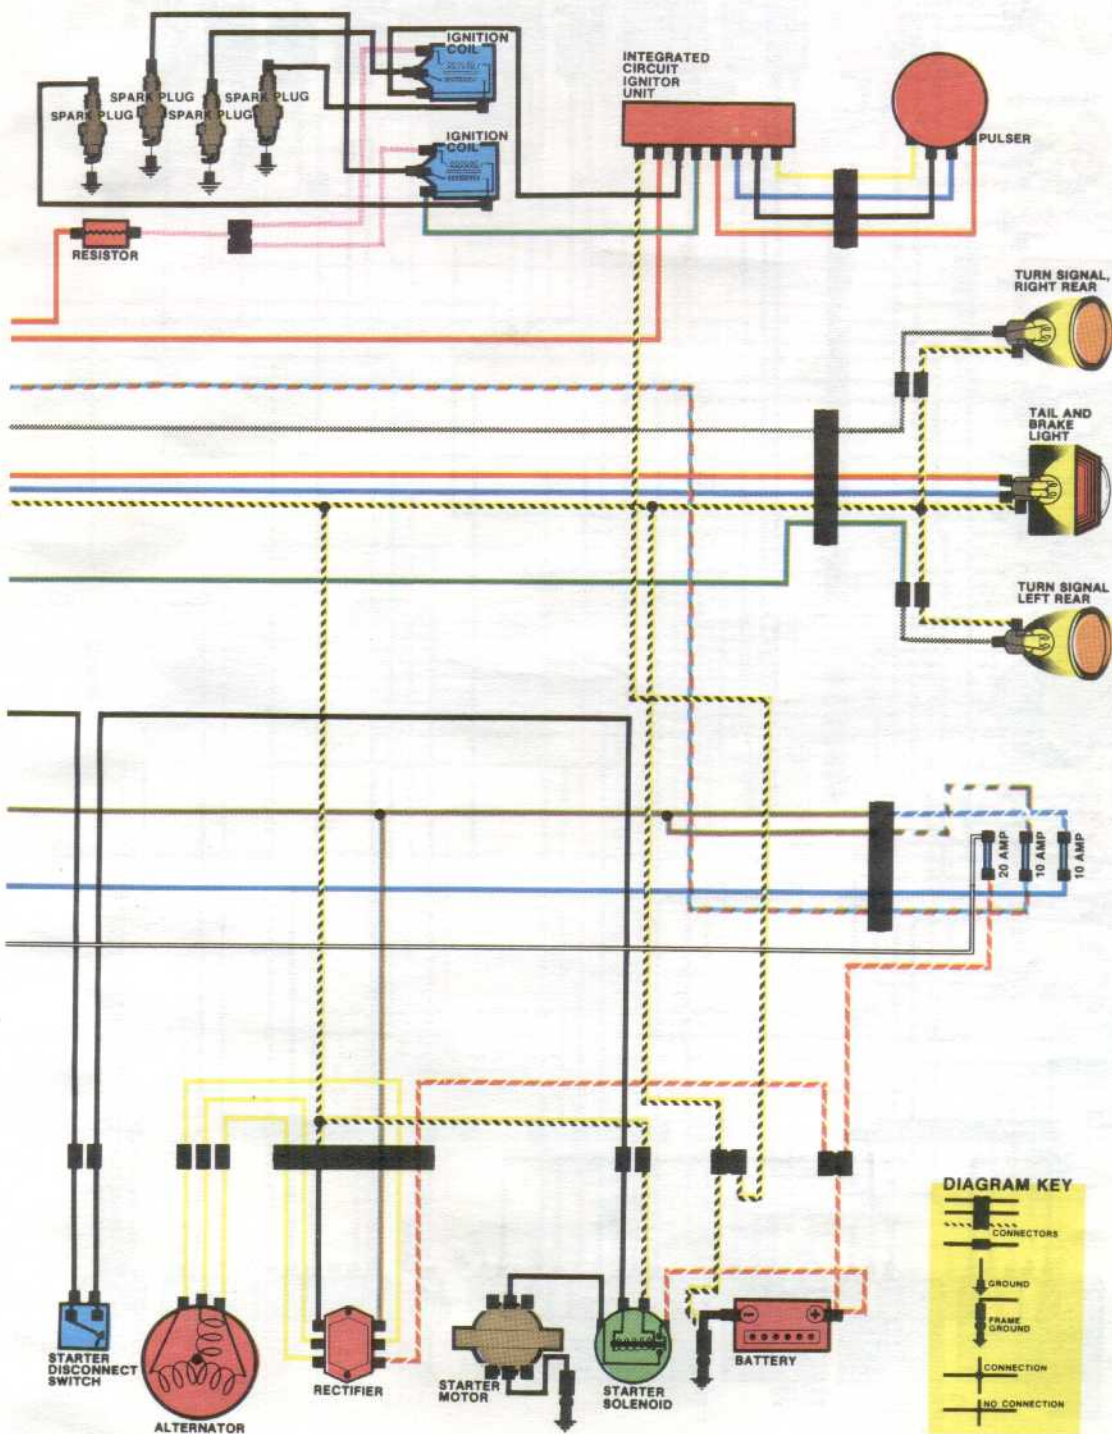 IGNITION
COIL
SPARK PLUG
SPARK PLUG
SPARK PLUG
SPARK PLUG
IGNITION
COIL
RESISTOR
INTEGRATED
CIRCUIT
IGNITOR
UNIT
PULSER
TURN SIGNAL,
RIGHT REAR
TAIL AND
BRAKE
LIGHT
TURN SIGNAL
LEFT REAR
20 AMP
10 AMP
10 AMP
STARTER
DISCONNECT
SWITCH
ALTERNATOR
RECTIFIER
STARTER
MOTOR
STARTER
SOLENOID
BATTERY
DIAGRAM KEY
CONNECTORS
GROUND
FRAME
GROUND
CONNECTION
NO CONNECTION